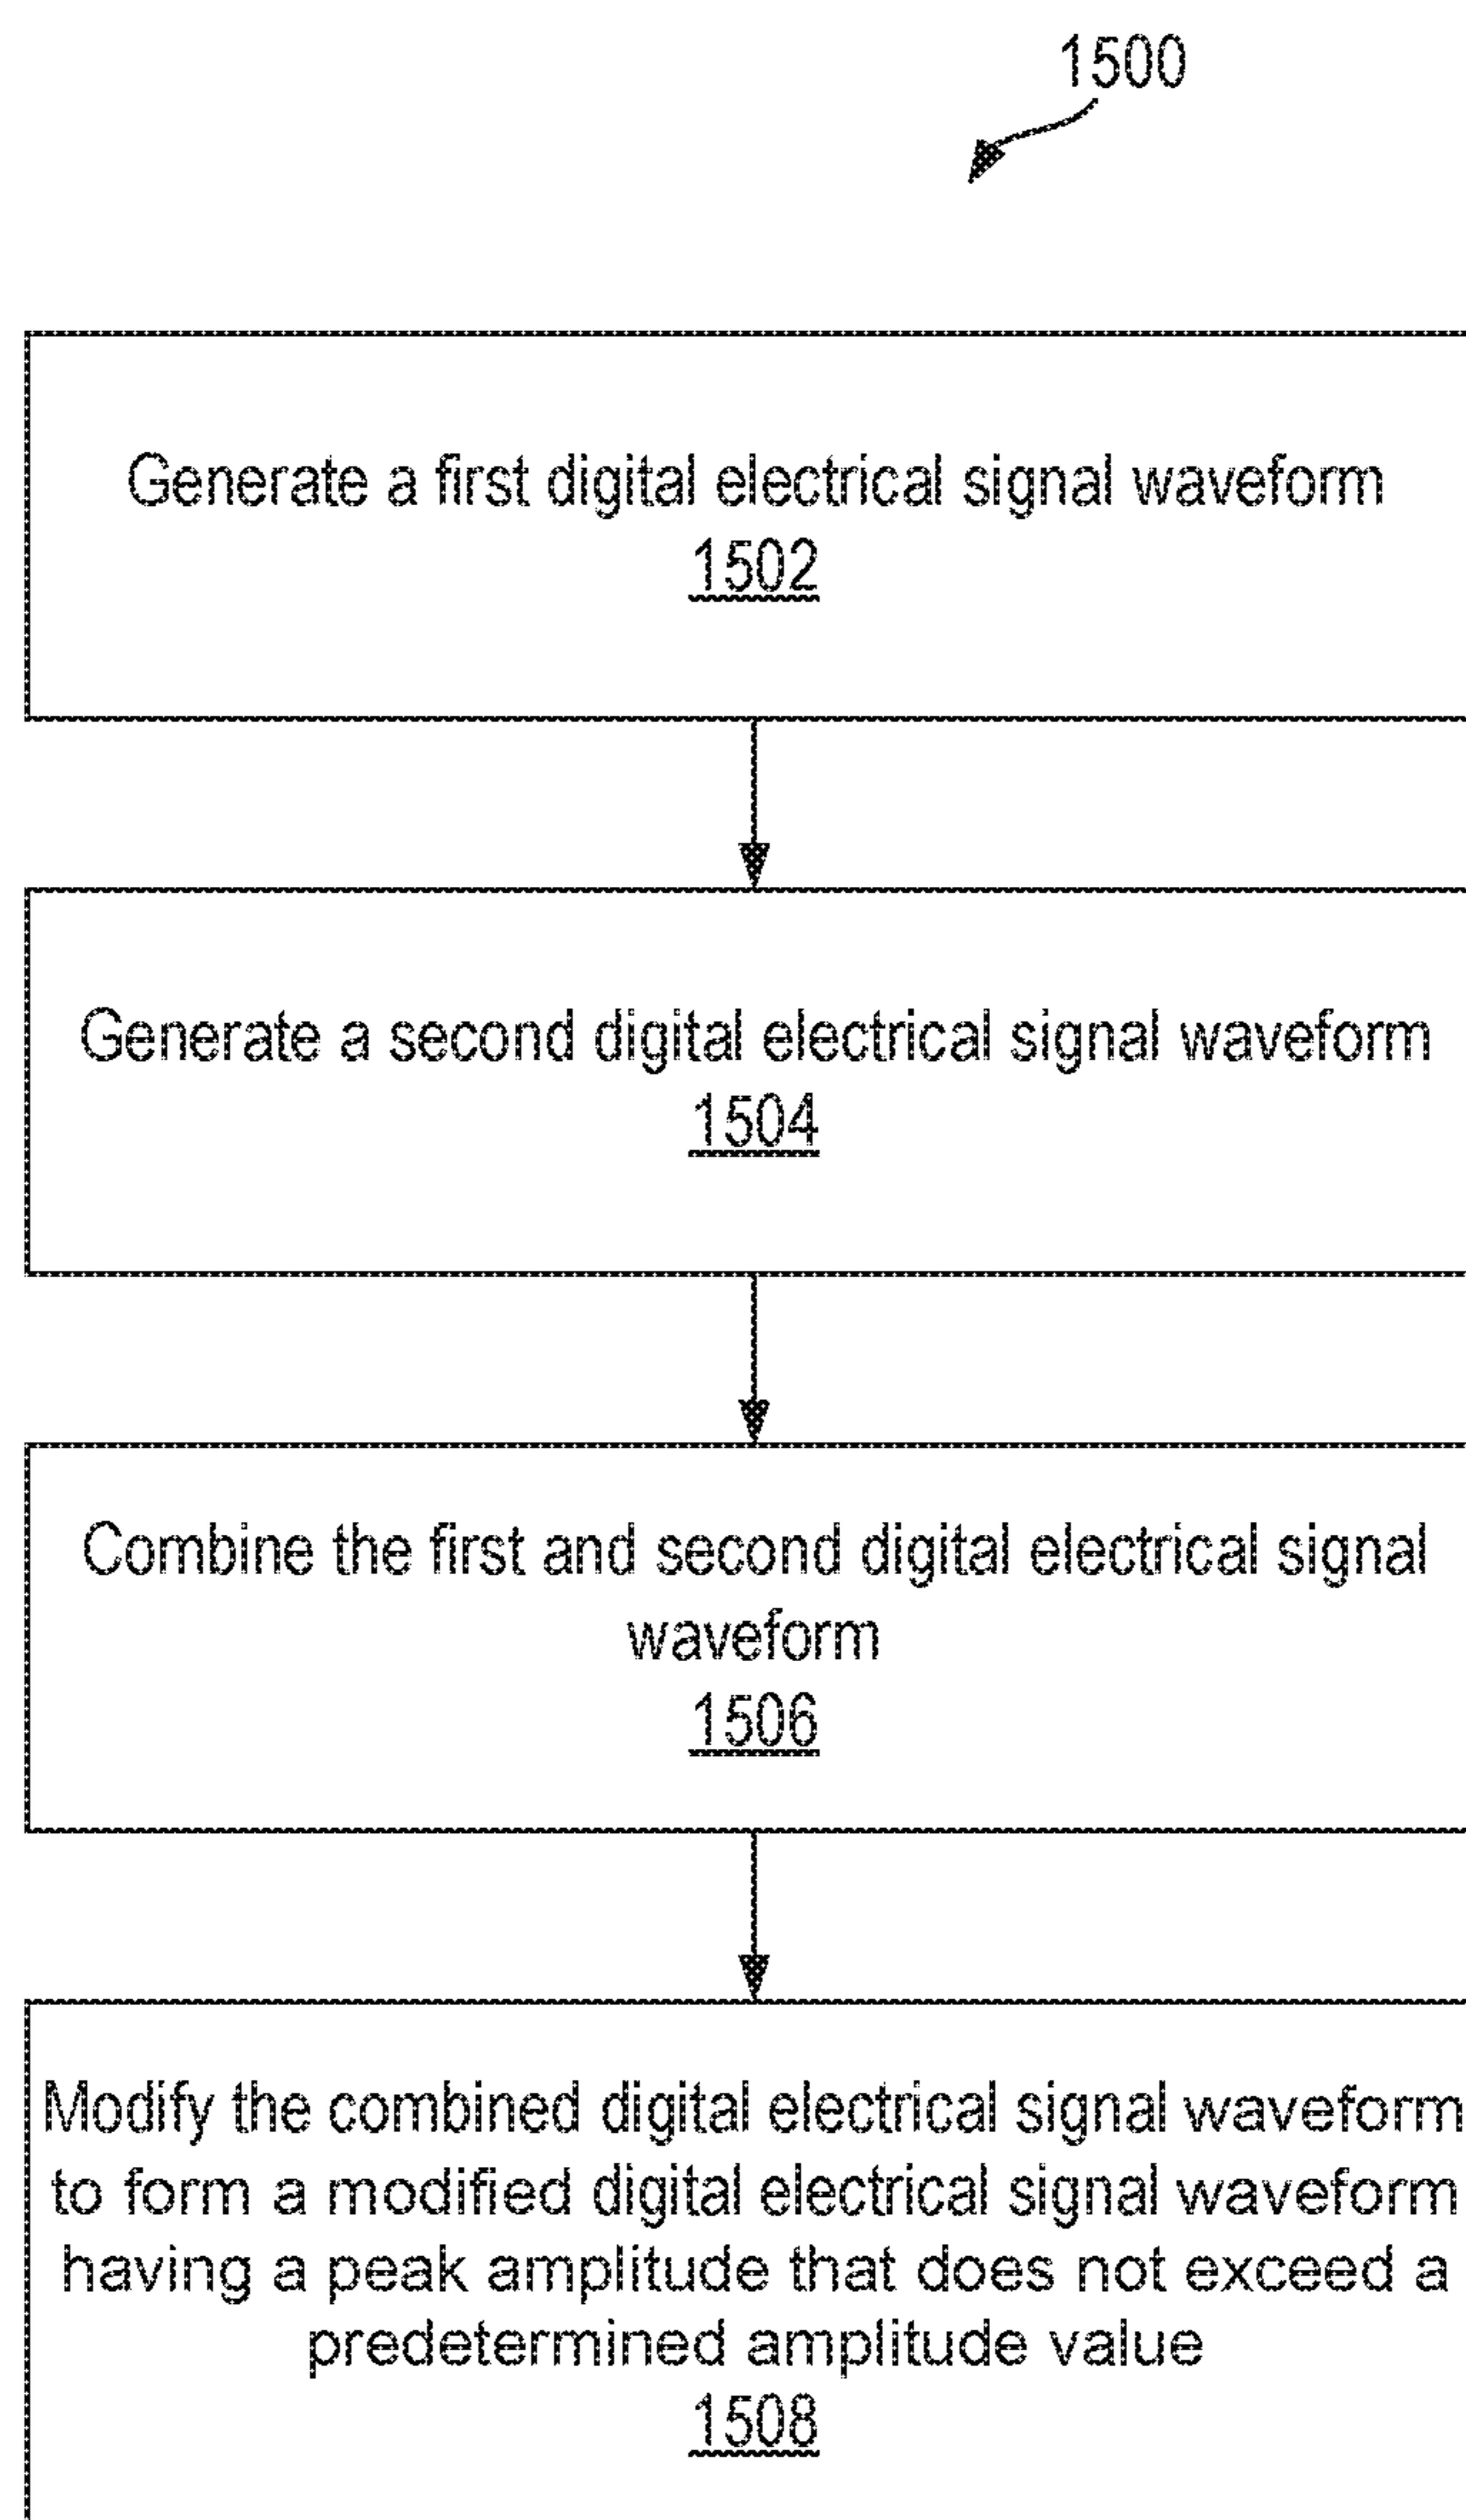 1500
Generate a first digital electrical signal waveform
1502
Generate a second digital electrical signal waveform
1504
Combine the first and second digital electrical signal
waveform
1506
Modify the combined digital electrical signal waveform
to form a modified digital electrical signal waveform
having a peak amplitude that does not exceed a
predetermined amplitude value
1508